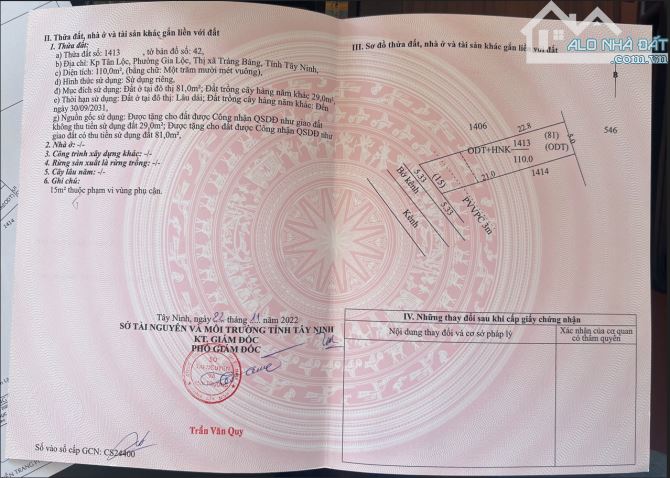 ALO NHÀ ĐẤT
II. Thửa đất, nhà ở và tài sản khác gắn liền với đất
1. Thửa đất:
a) Thửa đất số: 1413 , tờ bản đồ số: 42,
b) Địa chỉ: Kp Tân Lộc, Phường Gia Lộc, Thị xã Trảng Bàng, Tỉnh Tây Ninh,
c) Diện tích: 110,0m², (bằng chữ: Một trăm mười mét vuông),
d) Hình thức sử dụng: Sử dụng riêng,
đ) Mục đích sử dụng: Đất ở tại đô thị 81,0m²; Đất trồng cây hàng năm khác 29,0m²
e) Thời hạn sử dụng: Đất ở tại đô thị: Lâu dài; Đất trồng cây hàng năm khác: Đến
30/09/2031,
g) Nguồn gốc sử dụng: Được tặng cho đất được Công nhận QSDĐ như giao đất
không thu tiền sử dụng đất 29,0m²; Được tặng cho đất được Công nhận QSDĐ như
giao đất có thu tiền sử dụng đất 81,0m².
2. Nhà ở: -/-
3. Công trình xây dựng khác: -/-
4. Rừng sản xuất là rừng trồng: -/-
5. Cây lâu năm: -/-
6. Ghi chú:
15m² thuộc phạm vi vùng phụ cận.
Tây Ninh, ngày 22 tháng 11 năm 2022
SỞ TÀI NGUYÊN VÀ MÔI TRƯỜNG TỈNH TÂY NINH
KT. GIÁM ĐỐC
PHÓ GIÁM ĐỐC
Trần Văn Quy
Số vào sổ cấp GCN: CS24400
III. Sơ đồ thửa đất, nhà ở và tài sản khác gắn liền với đất
B
1406
22.8
546
ODT+HNK
1413
110.0
(81)
(ODT)
5.0
5.33
(15)
5.33
21.0
1414
Bờ kênh
Kênh
PVVPC 3m
IV. Những thay đổi sau khi cấp giấy chứng nhận
Nội dung thay đổi và cơ sở pháp lý
Xác nhận của cơ quan
có thẩm quyền
1414